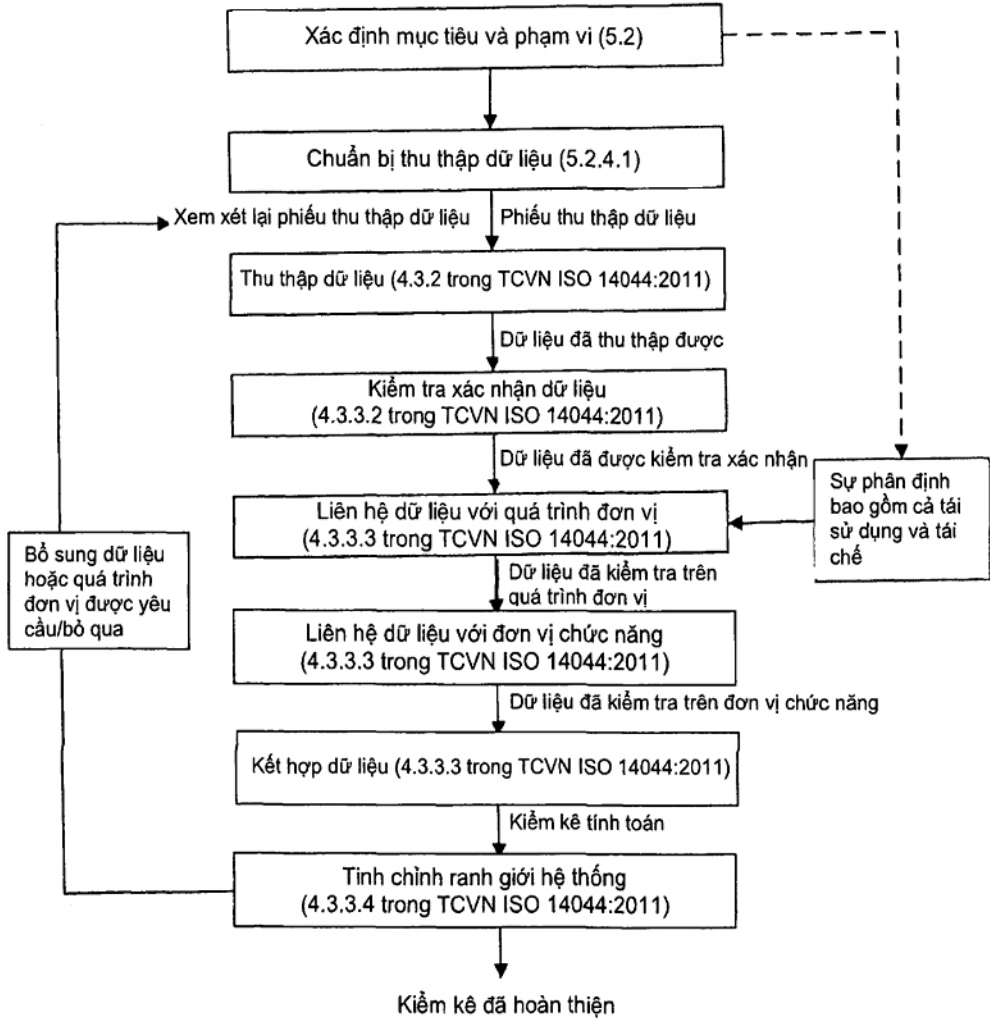 Xác định mục tiêu và phạm vi (5.2)
Chuẩn bị thu thập dữ liệu (5.2.4.1)
Xem xét lại phiếu thu thập dữ liệu
Phiếu thu thập dữ liệu
Thu thập dữ liệu (4.3.2 trong TCVN ISO 14044:2011)
Dữ liệu đã thu thập được
Kiểm tra xác nhận dữ liệu
(4.3.3.2 trong TCVN ISO 14044:2011)
Dữ liệu đã được kiểm tra xác nhận
Sự phân định
bao gồm cả tái
sử dụng và tái
chế
Liên hệ dữ liệu với quá trình đơn vị
(4.3.3.3 trong TCVN ISO 14044:2011)
Bổ sung dữ liệu
hoặc quá trình
đơn vị được yêu
cầu/bỏ qua
Dữ liệu đã kiểm tra trên
quá trình đơn vị
Liên hệ dữ liệu với đơn vị chức năng
(4.3.3.3 trong TCVN ISO 14044:2011)
Dữ liệu đã kiểm tra trên đơn vị chức năng
Kết hợp dữ liệu (4.3.3.3 trong TCVN ISO 14044:2011)
Kiểm kê tính toán
Tinh chỉnh ranh giới hệ thống
(4.3.3.4 trong TCVN ISO 14044:2011)
Kiểm kê đã hoàn thiện